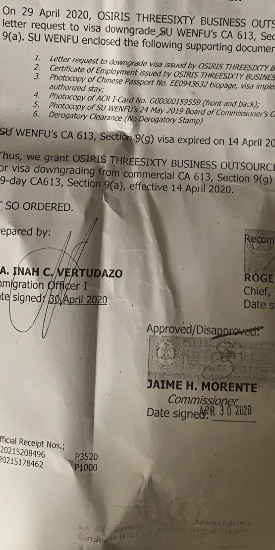 On 29 April 2020, OSIRIS THREESIXTY BUSINESS OUTS
letter request to visa downgrade SU WENFU's CA 613, Sec
9(a). SU WENFU enclosed the following supporting documen
1. Letter request to downgrade visa issued by OSIRIS THREESIXTY B
2. Certificate of Employment issued by OSIRIS THREESIXTY BUSINES
3. Photocopy of Chinese Passport No. EE0943632 biopage, visa imple
authorized stay;
4. Photocopy of ACR I-Card No. G00000159559 (front and back);
5. Photocopy of SU WENFU's 24 May 2019 Board of Commissioner's O
6. Derogatory Clearance (No Derogatory Stamp)
SU WENFU's CA 613, Section 9(g) visa expired on 14 April 20
Thus, we grant OSIRIS THREESIXTY BUSINESS OUTSOURCI
or visa downgrading from commercial CA 613, Section 9(g)
9-day CA613, Section 9(a), effective 14 April 2020.
SO ORDERED.
epared by:
Recom
A. INAH C. VERTUDAZO
mmigration Officer I
te signed: 30 April 2020
ROGE
Chief,
Date s
Approved/Disapproved:
JAIME H. MORENTE
Commissioner
Date signed: APR 30 2020
fficial Receipt Nos.;
20215208496 P3520
20215178462 P1000